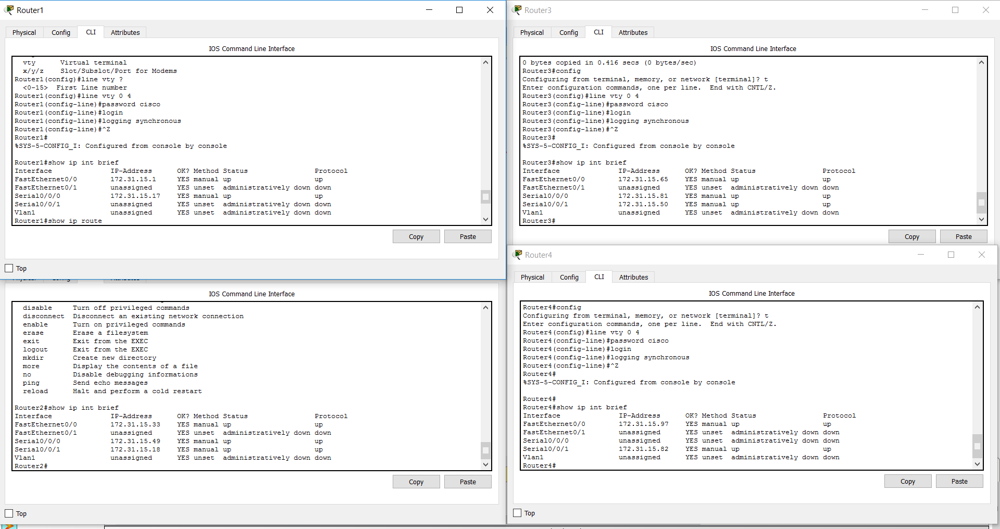 Router1
Physical Config CLI Attributes
IOS Command Line Interface
vty Virtual terminal
x/y/z Slot/Subslot/Port for Modems
Router1(config)#line vty ?
<0-15> First Line number
Router1(config)#line vty 0 4
Router1(config-line)#password cisco
Router1(config-line)#login
Router1(config-line)#logging synchronous
Router1(config-line)#^Z
Router1#
%SYS-5-CONFIG_I: Configured from console by console
Router1#show ip int brief
Interface IP-Address OK? Method Status Protocol
FastEthernet0/0 172.31.15.1 YES manual up up
FastEthernet0/1 unassigned YES unset administratively down down
Serial0/0/0 172.31.15.17 YES manual up up
Serial0/0/1 unassigned YES unset administratively down down
Vlan1 unassigned YES unset administratively down down
Router1#show ip route
Copy Paste
Top
Router3
Physical Config CLI Attributes
IOS Command Line Interface
0 bytes copied in 0.416 secs (0 bytes/sec)
Router3#config
Configuring from terminal, memory, or network [terminal]? t
Enter configuration commands, one per line. End with CNTL/Z.
Router3(config)#line vty 0 4
Router3(config-line)#password cisco
Router3(config-line)#login
Router3(config-line)#logging synchronous
Router3(config-line)#^Z
Router3#
%SYS-5-CONFIG_I: Configured from console by console
Router3#show ip int brief
Interface IP-Address OK? Method Status Protocol
FastEthernet0/0 172.31.15.65 YES manual up up
FastEthernet0/1 unassigned YES unset administratively down down
Serial0/0/0 172.31.15.81 YES manual up up
Serial0/0/1 172.31.15.50 YES manual up up
Vlan1 unassigned YES unset administratively down down
Router3#
Copy Paste
IOS Command Line Interface
disable Turn off privileged commands
disconnect Disconnect an existing network connection
enable Turn on privileged commands
erase Erase a filesystem
exit Exit from the EXEC
logout Exit from the EXEC
mkdir Create new directory
more Display the contents of a file
no Disable debugging informations
ping Send echo messages
reload Halt and perform a cold restart
Router2#show ip int brief
Interface IP-Address OK? Method Status Protocol
FastEthernet0/0 172.31.15.33 YES manual up up
FastEthernet0/1 unassigned YES unset administratively down down
Serial0/0/0 172.31.15.49 YES manual up up
Serial0/0/1 172.31.15.18 YES manual up up
Vlan1 unassigned YES unset administratively down down
Router2#
Copy Paste
Top
Router4
Physical Config CLI Attributes
IOS Command Line Interface
Router4#config
Configuring from terminal, memory, or network [terminal]? t
Enter configuration commands, one per line. End with CNTL/Z.
Router4(config)#line vty 0 4
Router4(config-line)#password cisco
Router4(config-line)#login
Router4(config-line)#logging synchronous
Router4(config-line)#^Z
Router4#
%SYS-5-CONFIG_I: Configured from console by console
Router4#
Router4#show ip int brief
Interface IP-Address OK? Method Status Protocol
FastEthernet0/0 172.31.15.97 YES manual up up
FastEthernet0/1 unassigned YES unset administratively down down
Serial0/0/0 unassigned YES unset administratively down down
Serial0/0/1 172.31.15.82 YES manual up up
Vlan1 unassigned YES unset administratively down down
Router4#
Copy Paste
Top